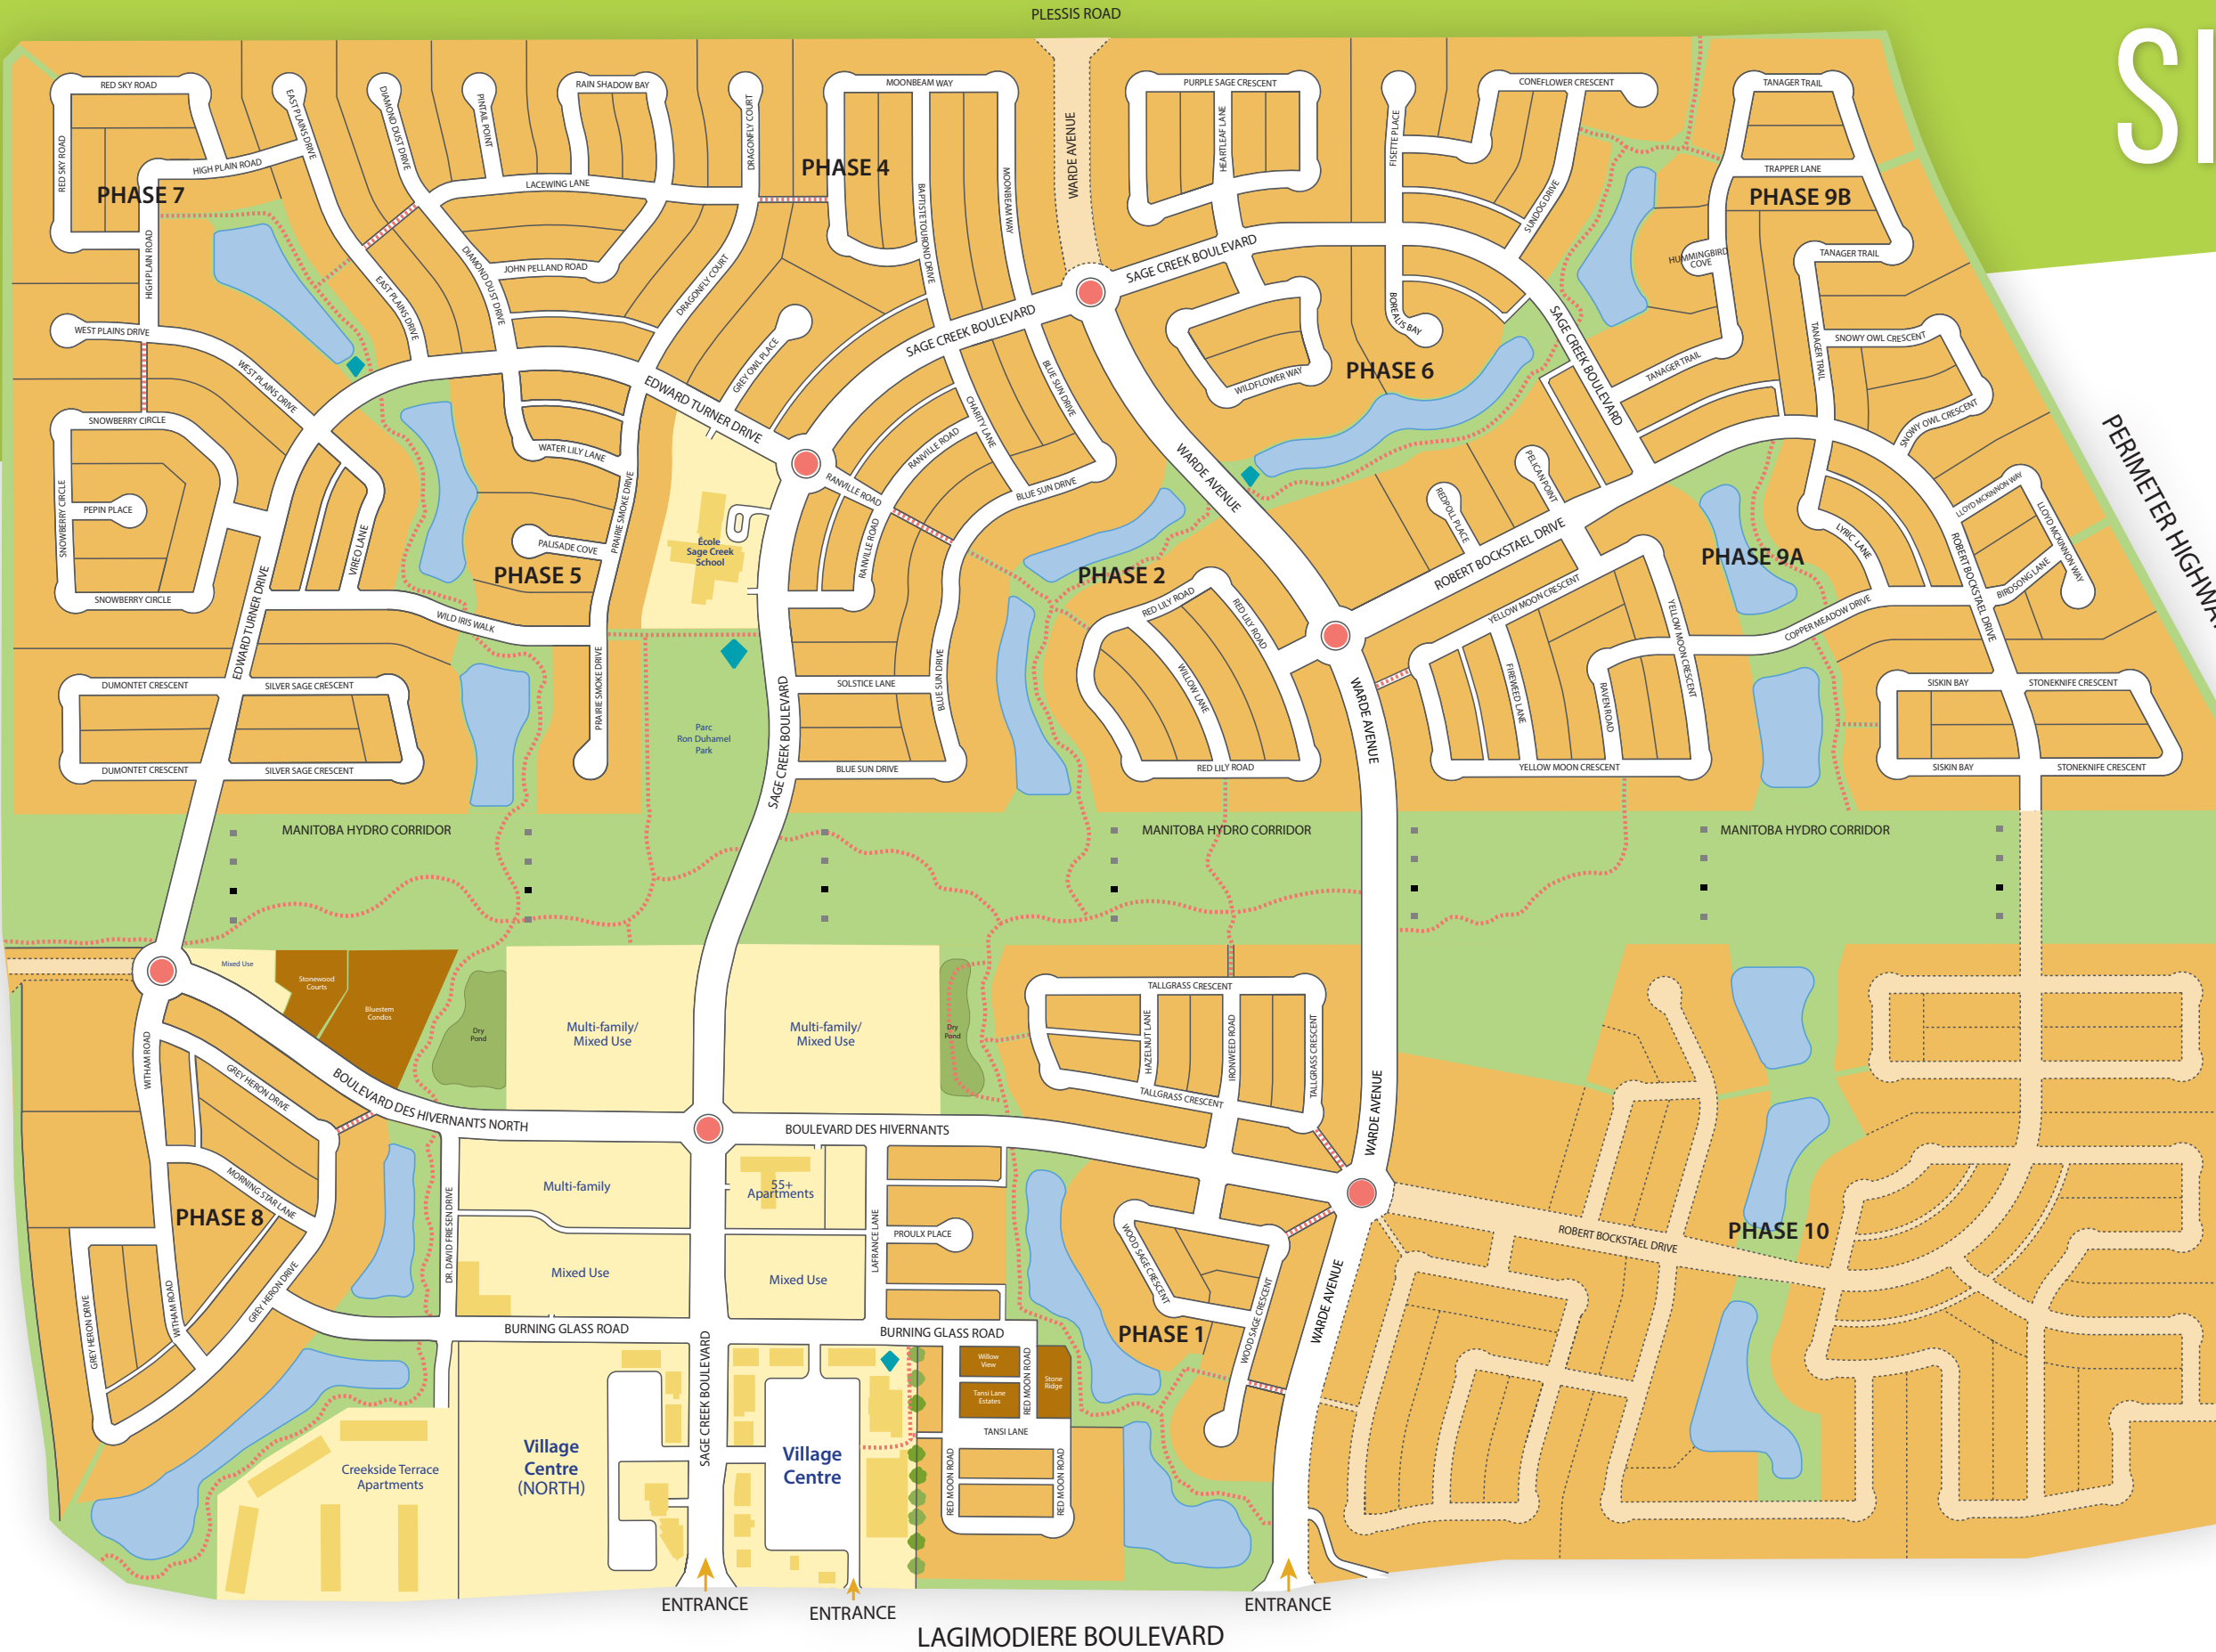 PLESSIS ROAD
SI
RED SKY ROAD
RED SKY ROAD
EAST PLAINS DRIVE
DIAMOND DUST DRIVE
PINTAIL POINT
RAIN SHADOW BAY
DRAGONFLY COURT
MOONBEAM WAY
WARDE AVENUE
PURPLE SAGE CRESCENT
HEARTLEAF LANE
FISETTE PLACE
CONEFLOWER CRESCENT
TANAGER TRAIL
HIGH PLAIN ROAD
PHASE 7
LACEWING LANE
PHASE 4
BAPTISTE TOUROND DRIVE
MOONBEAM WAY
SUNDOG DRIVE
TRAPPER LANE
PHASE 9B
HIGH PLAIN ROAD
DIAMOND DUST DRIVE
JOHN PELLAND ROAD
DRAGONFLY COURT
SAGE CREEK BOULEVARD
HUMMINGBIRD
COVE
TANAGER TRAIL
WEST PLAINS DRIVE
EAST PLAINS DRIVE
SAGE CREEK BOULEVARD
BOREALIS BAY
SAGE CREEK BOULEVARD
TANAGER TRAIL
SNOWY OWL CRESCENT
WEST PLAINS DRIVE
EDWARD TURNER DRIVE
GREY OWL PLACE
BLUE SUN DRIVE
WILDFLOWER WAY
PHASE 6
TANAGER TRAIL
SNOWY OWL CRESCENT
PERIMETER HIGHWAY
SNOWBERRY CIRCLE
WATER LILY LANE
CHARITY LANE
RANVILLE ROAD
WARDE AVENUE
PELICAN POINT
REDPOLL PLACE
LLOYD MCKINNON WAY
LLOYD MCKINNON WAY
SNOWBERRY CIRCLE
PEPIN PLACE
VIREO LANE
PRAIRIE SMOKE DRIVE
RANVILLE ROAD
BLUE SUN DRIVE
LYRIC LANE
PALISADE COVE
PHASE 5
École
Sage Creek
School
RANVILLE ROAD
PHASE 2
ROBERT BOCKSTAEL DRIVE
PHASE 9A
ROBERT BOCKSTAEL DRIVE
BIRDSONG LANE
SNOWBERRY CIRCLE
EDWARD TURNER DRIVE
WILD IRIS WALK
RED LILY ROAD
RED LILY ROAD
YELLOW MOON CRESCENT
YELLOW MOON CRESCENT
COPPER MEADOW DRIVE
DUMONTET CRESCENT
SILVER SAGE CRESCENT
PRAIRIE SMOKE DRIVE
SAGE CREEK BOULEVARD
SOLSTICE LANE
BLUE SUN DRIVE
WILLOW LANE
WARDE AVENUE
FIREWEED LANE
RAVEN ROAD
SISKIN BAY
STONEKNIFE CRESCENT
Parc
Ron Duhamel
Park
DUMONTET CRESCENT
SILVER SAGE CRESCENT
BLUE SUN DRIVE
RED LILY ROAD
YELLOW MOON CRESCENT
SISKIN BAY
STONEKNIFE CRESCENT
MANITOBA HYDRO CORRIDOR
MANITOBA HYDRO CORRIDOR
MANITOBA HYDRO CORRIDOR
Mixed Use
Stonewood
Courts
Bluestem
Condos
Dry
Pond
Multi-family/
Mixed Use
Multi-family/
Mixed Use
Dry
Pond
TALLGRASS CRESCENT
HAZELNUT LANE
IRONWEED ROAD
TALLGRASS CRESCENT
TALLGRASS CRESCENT
WITHAM ROAD
GREY HERON DRIVE
BOULEVARD DES HIVERNANTS NORTH
BOULEVARD DES HIVERNANTS
WARDE AVENUE
MORNING STAR LANE
PHASE 8
DR. DAVID FRIESEN DRIVE
Multi-family
55+
Apartments
LAFRANCE LANE
PROULX PLACE
WOOD SAGE CRESCENT
ROBERT BOCKSTAEL DRIVE
PHASE 10
Mixed Use
Mixed Use
GREY HERON DRIVE
WITHAM ROAD
GREY HERON DRIVE
BURNING GLASS ROAD
BURNING GLASS ROAD
PHASE 1
WOOD SAGE CRESCENT
WARDE AVENUE
SAGE CREEK BOULEVARD
Willow
View
Tansi Lane
Estates
RED MOON ROAD
Stone
Ridge
TANSI LANE
Village
Centre
(NORTH)
Village
Centre
Creekside Terrace
Apartments
RED MOON ROAD
RED MOON ROAD
ENTRANCE
ENTRANCE
ENTRANCE
LAGIMODIERE BOULEVARD